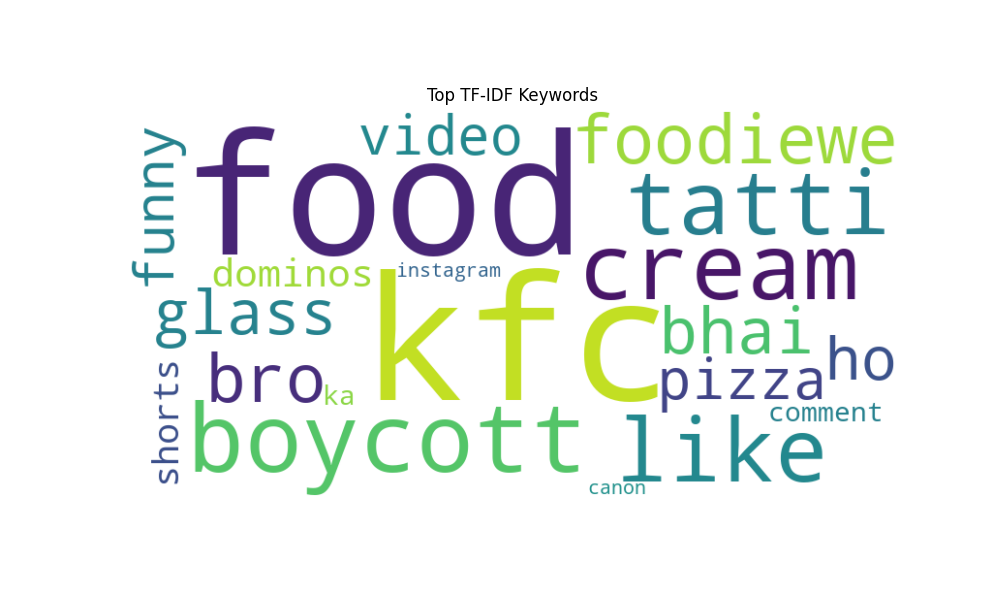 Top TF-IDF Keywords
funny
food
video
foodiewe
tatti
cream
dominos
instagram
glass
kfc
bhai
ho
bro
ka
pizza
shorts
boycott
like
comment
canon